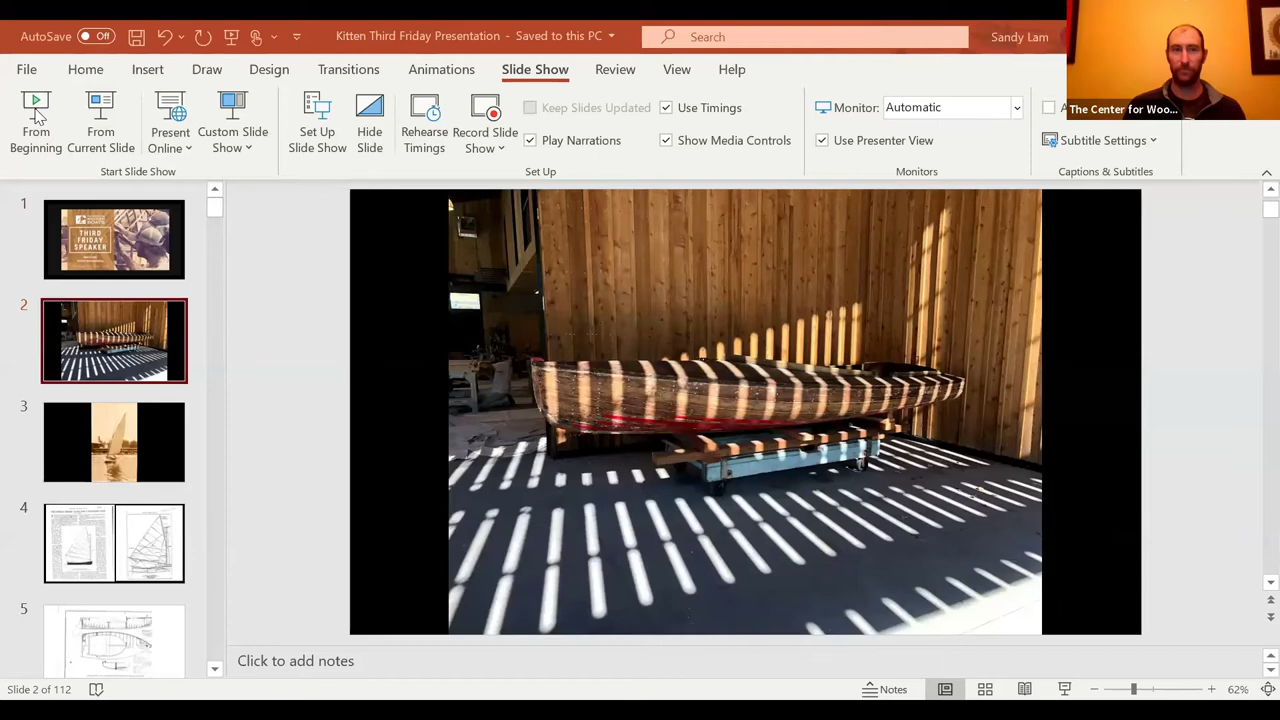 AutoSave Off
Kitten Third Friday Presentation - Saved to this PC
Search
Sandy Lam
File Home Insert Draw Design Transitions Animations Slide Show Review View Help
From Beginning
From Current Slide
Present Online
Custom Slide Show
Start Slide Show
Set Up Slide Show
Hide Slide
Rehearse Timings
Record Slide Show
Keep Slides Updated
Play Narrations
Use Timings
Show Media Controls
Set Up
Monitor: Automatic
Use Presenter View
Monitors
A
Subtitle Settings
Captions & Subtitles
The Center for Woo...
1
THIRD
FRIDAY
SPEAKER
2
3
4
5
Click to add notes
Slide 2 of 112
Notes
62%